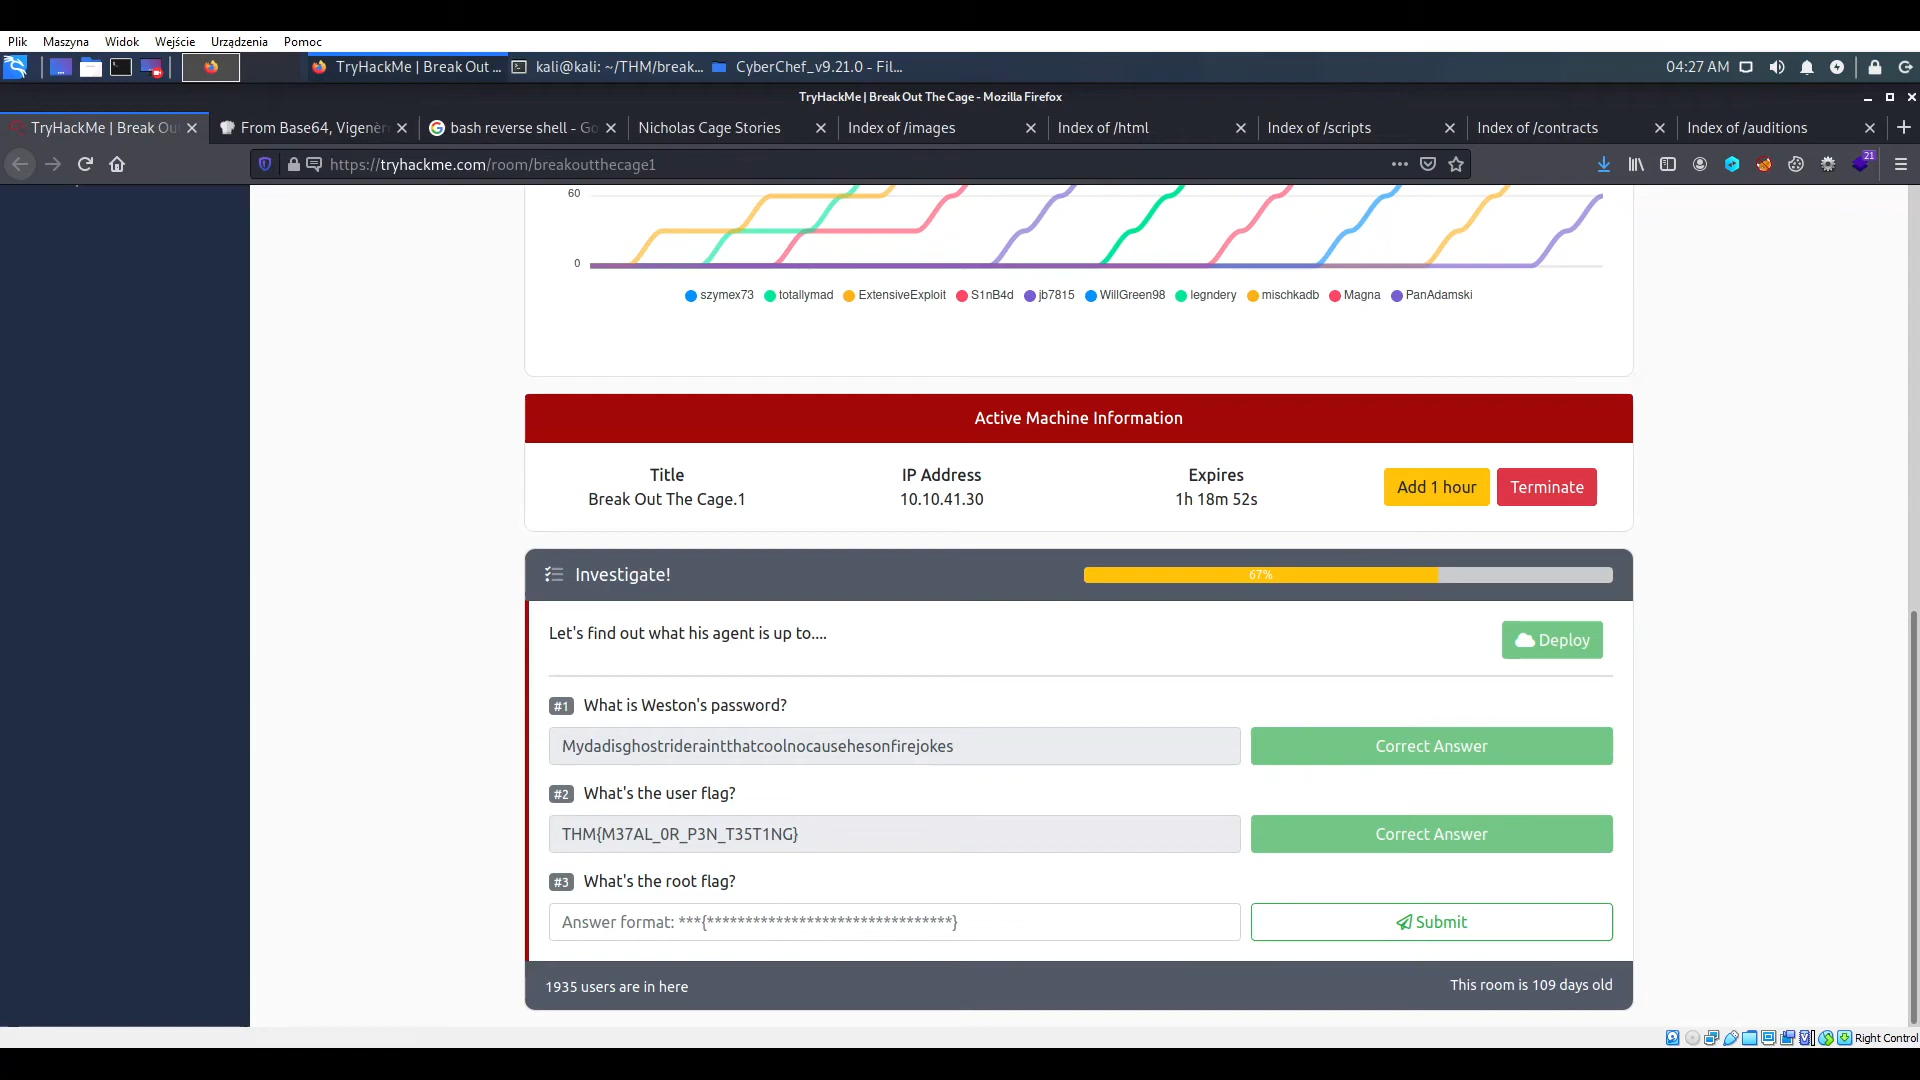 Plik Maszyna Widok Wejście Urządzenia Pomoc
TryHackMe | Break Out ... kali@kali: ~/THM/break... CyberChef_v9.21.0 - Fil... 04:27 AM
TryHackMe | Break Out The Cage - Mozilla Firefox
TryHackMe | Break Ou From Base64, Vigenèr bash reverse shell - Go Nicholas Cage Stories Index of /images Index of /html Index of /scripts Index of /contracts Index of /auditions
https://tryhackme.com/room/breakoutthecage1 21
60
0
szymex73 totallymad ExtensiveExploit S1nB4d jb7815 WillGreen98 legndery mischkadb Magna PanAdamski
Active Machine Information
Title IP Address Expires
Break Out The Cage.1 10.10.41.30 1h 18m 52s Add 1 hour Terminate
Investigate! 67%
Let's find out what his agent is up to.... Deploy
#1 What is Weston's password?
Mydadisghostrideraintthatcoolnocausehesonfirejokes Correct Answer
#2 What's the user flag?
THM{M37AL_0R_P3N_T35T1NG} Correct Answer
#3 What's the root flag?
Answer format: ***{********************************} Submit
1935 users are in here This room is 109 days old
Right Control